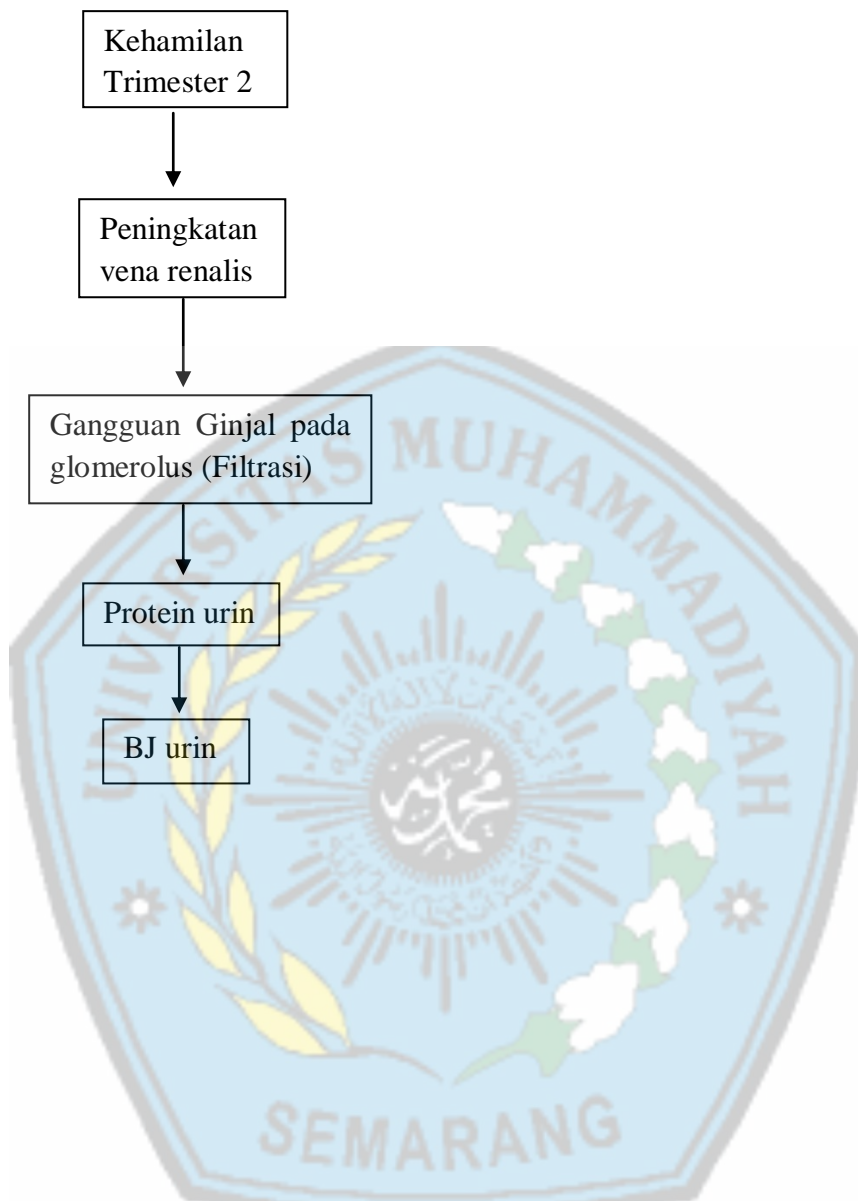 Kehamilan
Trimester 2
Peningkatan
vena renalis
Gangguan Ginjal pada
glomerolus (Filtrasi)
Protein urin
BJ urin
UNIVERSITAS MUHAMMADIYAH
SEMARANG